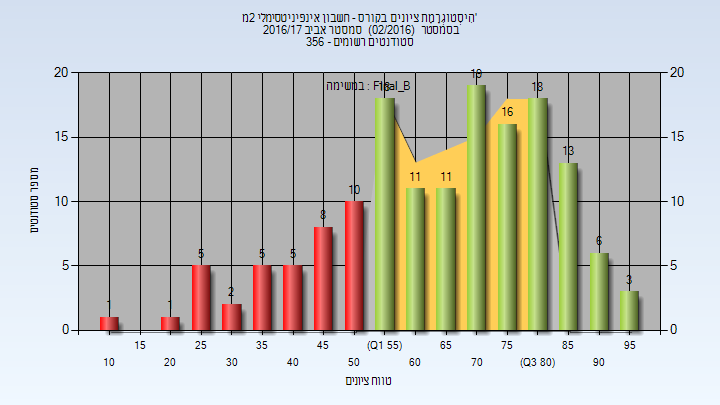 היסטוגרמת ציונים בקורס - חשבון אינפיניטסימלי 2מ'
בסמסטר (02/2016) סמסטר אביב 2016/17
סטודנטים רשומים - 356
במשימה : Final_B
20 15 10 5 0
מספר סטודנטים
1 1 5 2 5 5 8 10 18 11 11 19 16 18 13 6 3
20 15 10 5 0
15 25 35 45 (Q1 55) 65 75 85 95
10 20 30 40 50 60 70 (Q3 80) 90
טווח ציונים